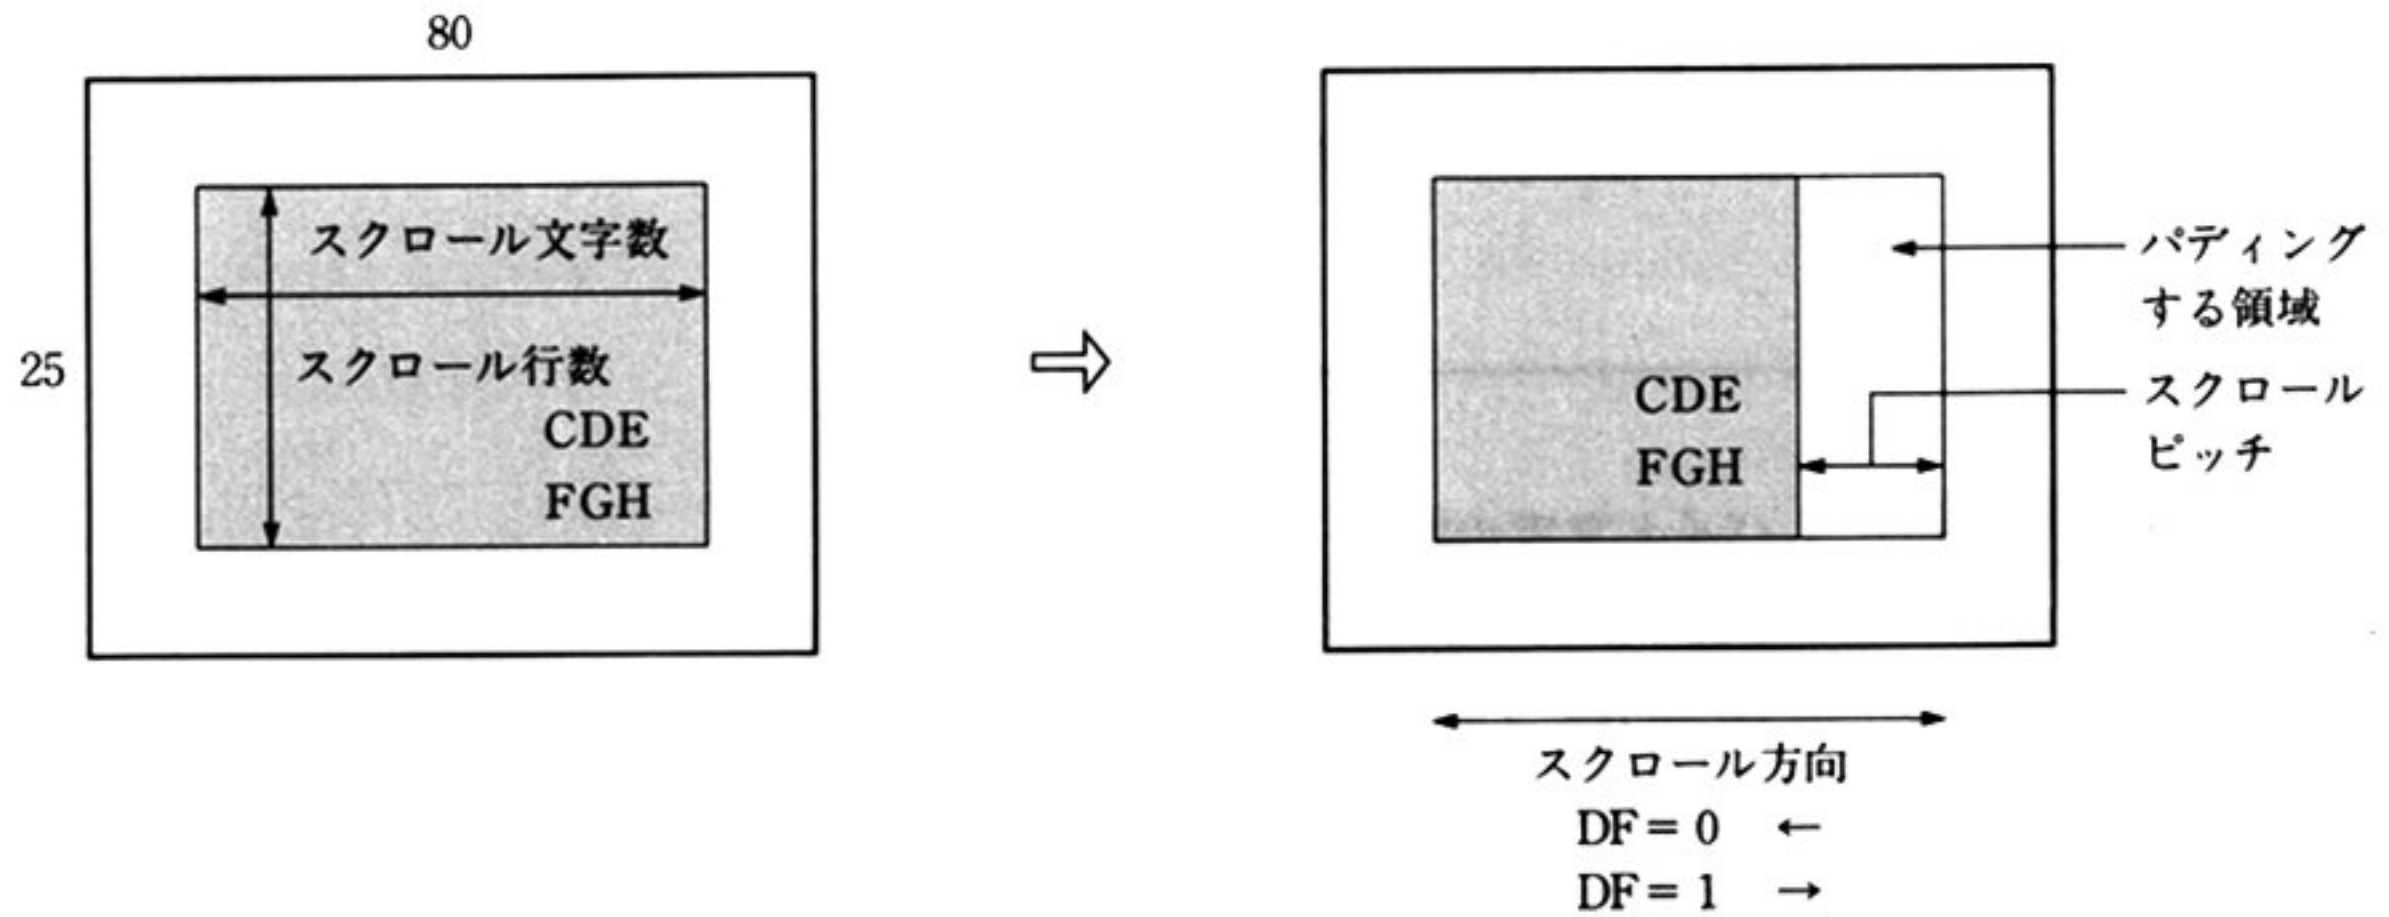 80
25
スクロール文字数
スクロール行数
CDE
FGH
CDE
FGH
パディング
する領域
スクロール
ピッチ
スクロール方向
DF = 0 ←
DF = 1 →